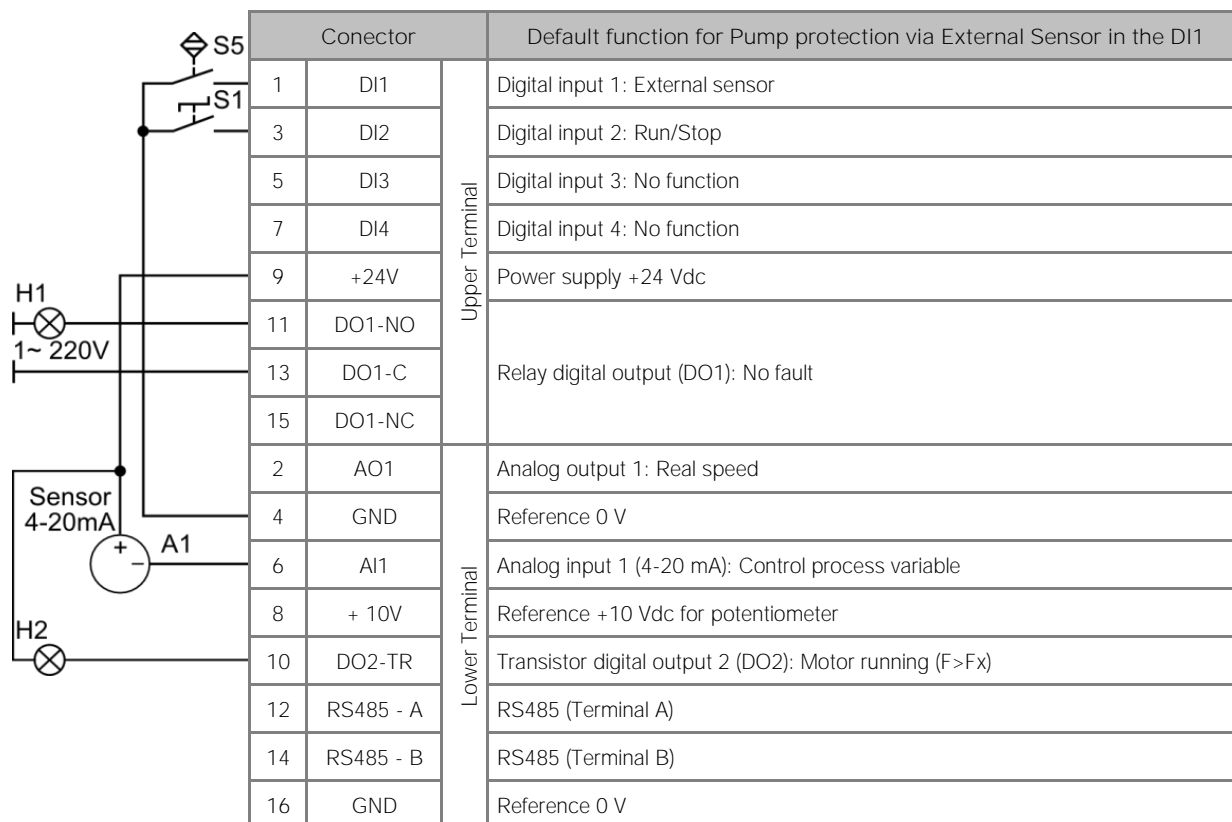 S5
S1
H1
1~ 220V
Sensor
4-20mA
+
-
A1
H2
Conector Default function for Pump protection via External Sensor in the DI1
Upper Terminal
1 DI1 Digital input 1: External sensor
3 DI2 Digital input 2: Run/Stop
5 DI3 Digital input 3: No function
7 DI4 Digital input 4: No function
9 +24V Power supply +24 Vdc
11 DO1-NO
13 DO1-C Relay digital output (DO1): No fault
15 DO1-NC
Lower Terminal
2 AO1 Analog output 1: Real speed
4 GND Reference 0 V
6 AI1 Analog input 1 (4-20 mA): Control process variable
8 + 10V Reference +10 Vdc for potentiometer
10 DO2-TR Transistor digital output 2 (DO2): Motor running (F>Fx)
12 RS485 - A RS485 (Terminal A)
14 RS485 - B RS485 (Terminal B)
16 GND Reference 0 V